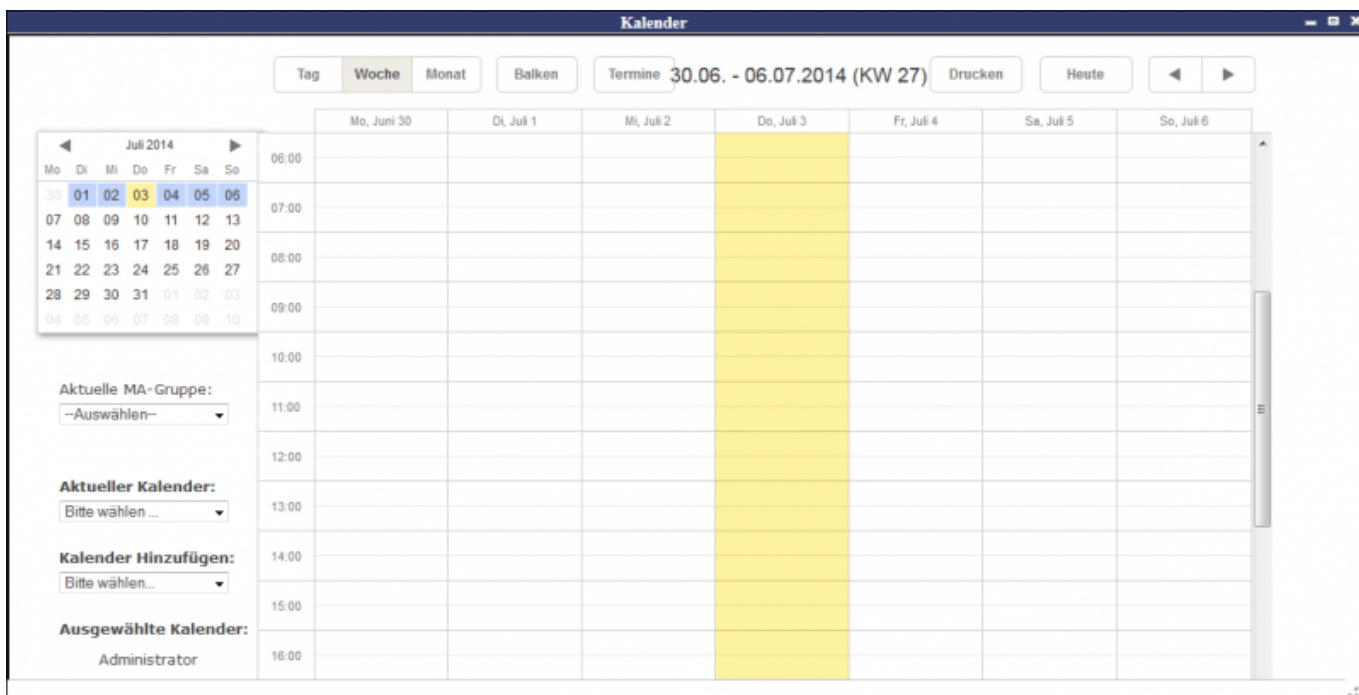 Kalender
Tag Woche Monat Balken Termine 30.06. - 06.07.2014 (KW 27) Drucken Heute
Mo, Juni 30 Di, Juli 1 Mi, Juli 2 Do, Juli 3 Fr, Juli 4 Sa, Juli 5 So, Juli 6
Juli 2014
Mo Di Mi Do Fr Sa So
30 01 02 03 04 05 06
07 08 09 10 11 12 13
14 15 16 17 18 19 20
21 22 23 24 25 26 27
28 29 30 31 01 02 03
04 05 06 07 08 09 10
Aktuelle MA-Gruppe:
--Auswählen--
Aktueller Kalender:
Bitte wählen ...
Kalender Hinzufügen:
Bitte wählen...
Ausgewählte Kalender:
Administrator
06:00
07:00
08:00
09:00
10:00
11:00
12:00
13:00
14:00
15:00
16:00